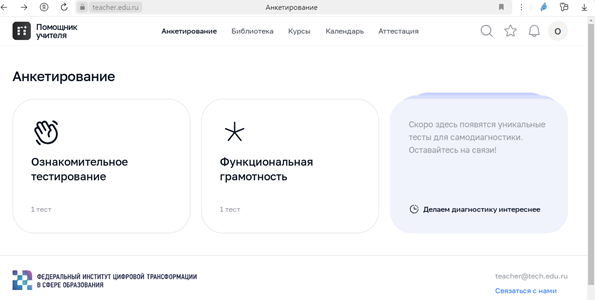 teacher.edu.ru
Анкетирование
Помощник
учителя
Анкетирование
Библиотека
Курсы
Календарь
Аттестация
О
Анкетирование
Ознакомительное
тестирование
1 тест
Функциональная
грамотность
1 тест
Скоро здесь появятся уникальные
тесты для самодиагностики.
Оставайтесь на связи!
Делаем диагностику интереснее
ФЕДЕРАЛЬНЫЙ ИНСТИТУТ ЦИФРОВОЙ ТРАНСФОРМАЦИИ
В СФЕРЕ ОБРАЗОВАНИЯ
teacher@tech.edu.ru
Связаться с нами